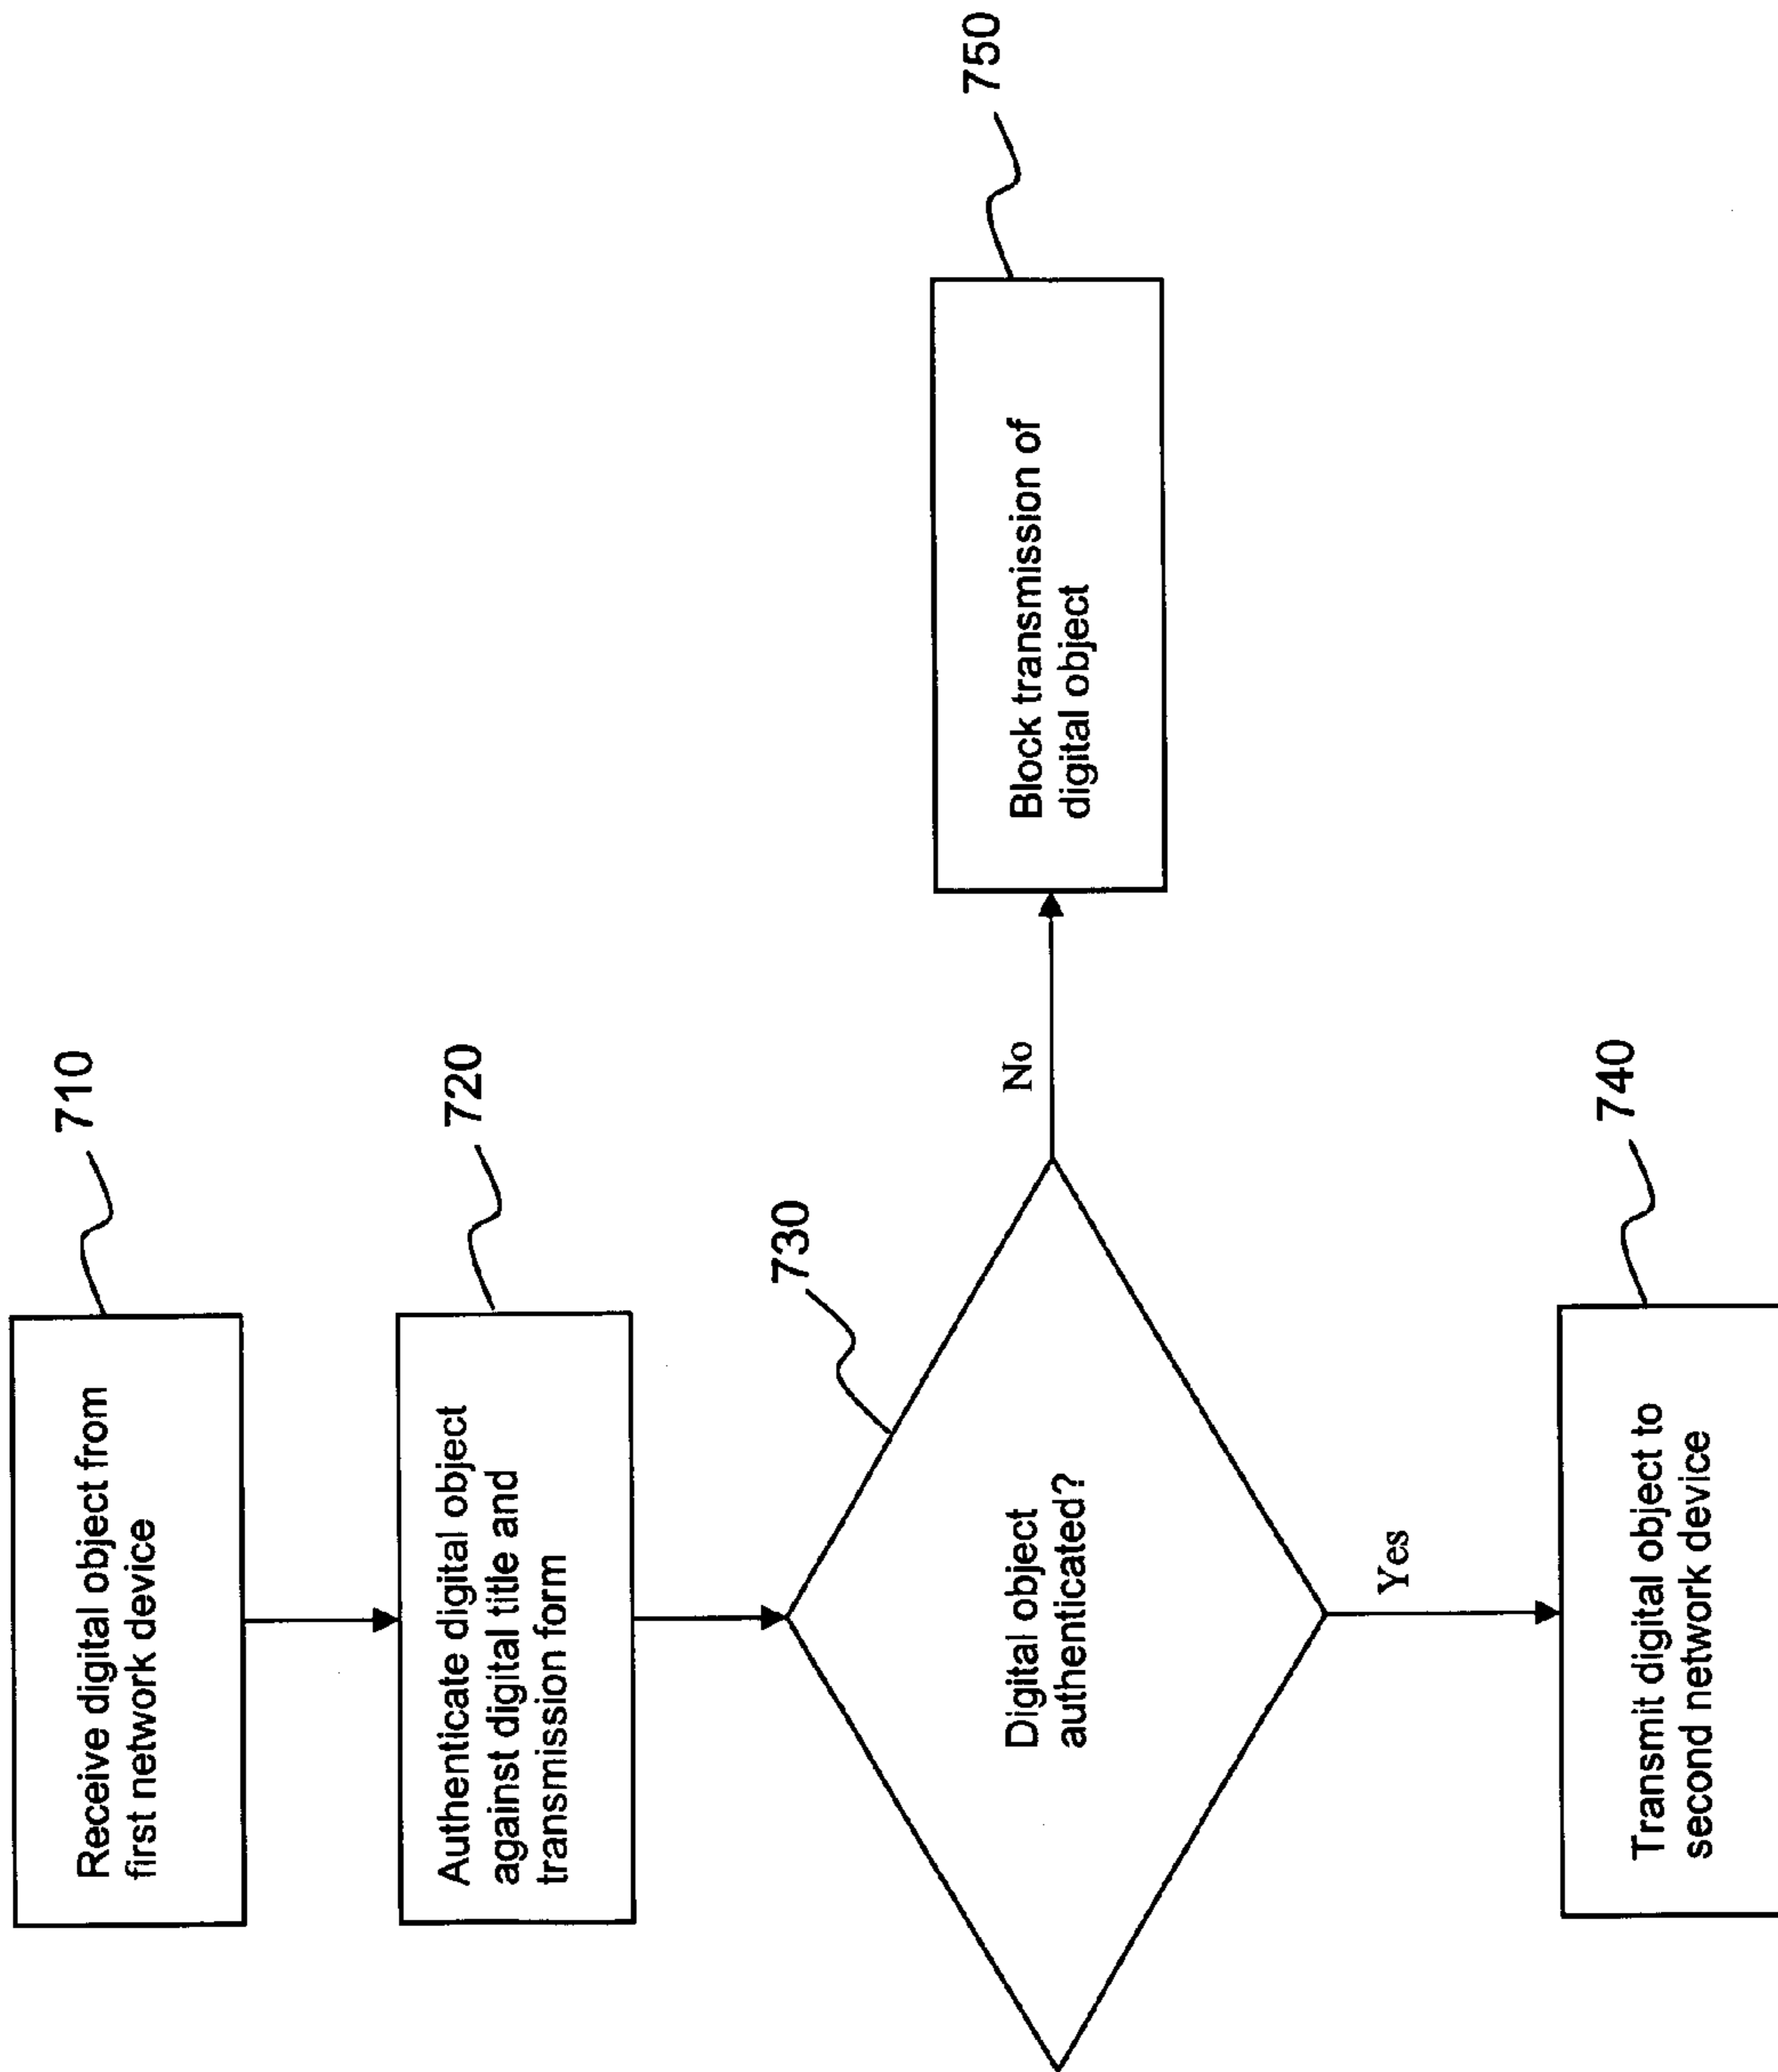 710
Receive digital object from
first network device
720
Authenticate digital object
against digital title and
transmission form
730
Digital object
authenticated?
No
750
Block transmission of
digital object
Yes
740
Transmit digital object to
second network device